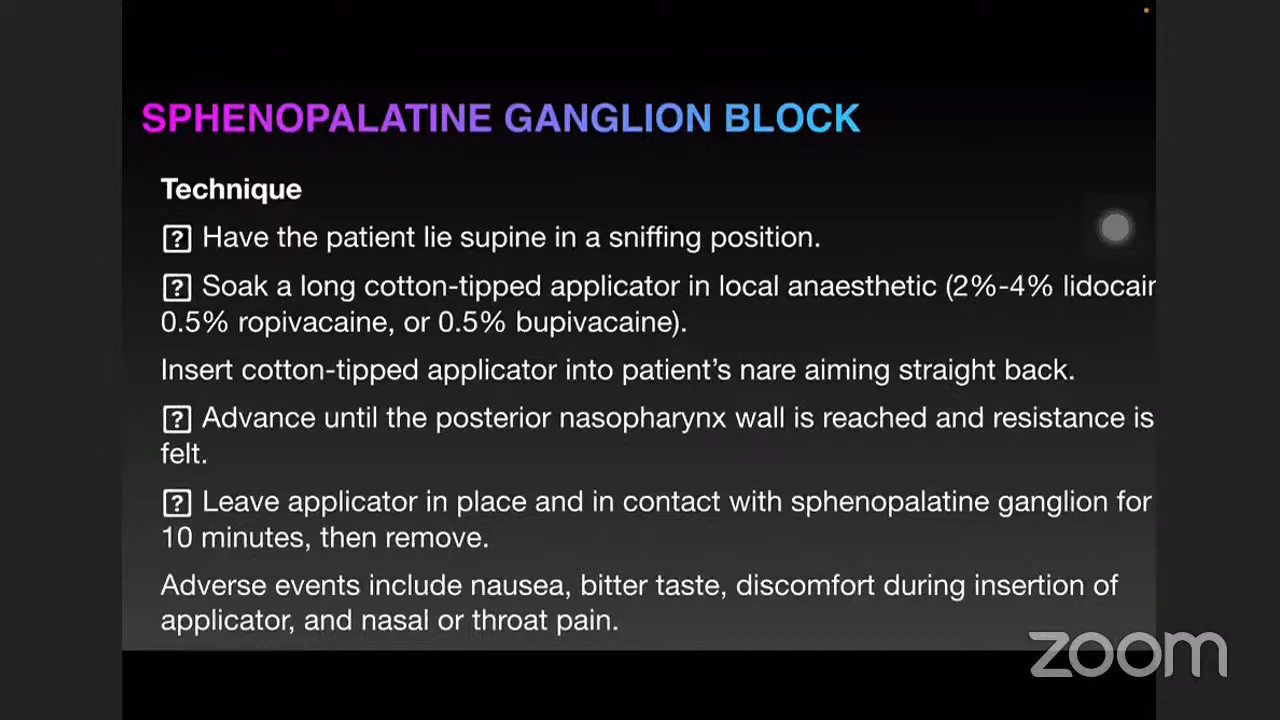 SPHENOPALATINE GANGLION BLOCK
Technique
? Have the patient lie supine in a sniffing position.
? Soak a long cotton-tipped applicator in local anaesthetic (2%-4% lidocain
0.5% ropivacaine, or 0.5% bupivacaine).
Insert cotton-tipped applicator into patient’s nare aiming straight back.
? Advance until the posterior nasopharynx wall is reached and resistance is
felt.
? Leave applicator in place and in contact with sphenopalatine ganglion for
10 minutes, then remove.
Adverse events include nausea, bitter taste, discomfort during insertion of
applicator, and nasal or throat pain.
zoom